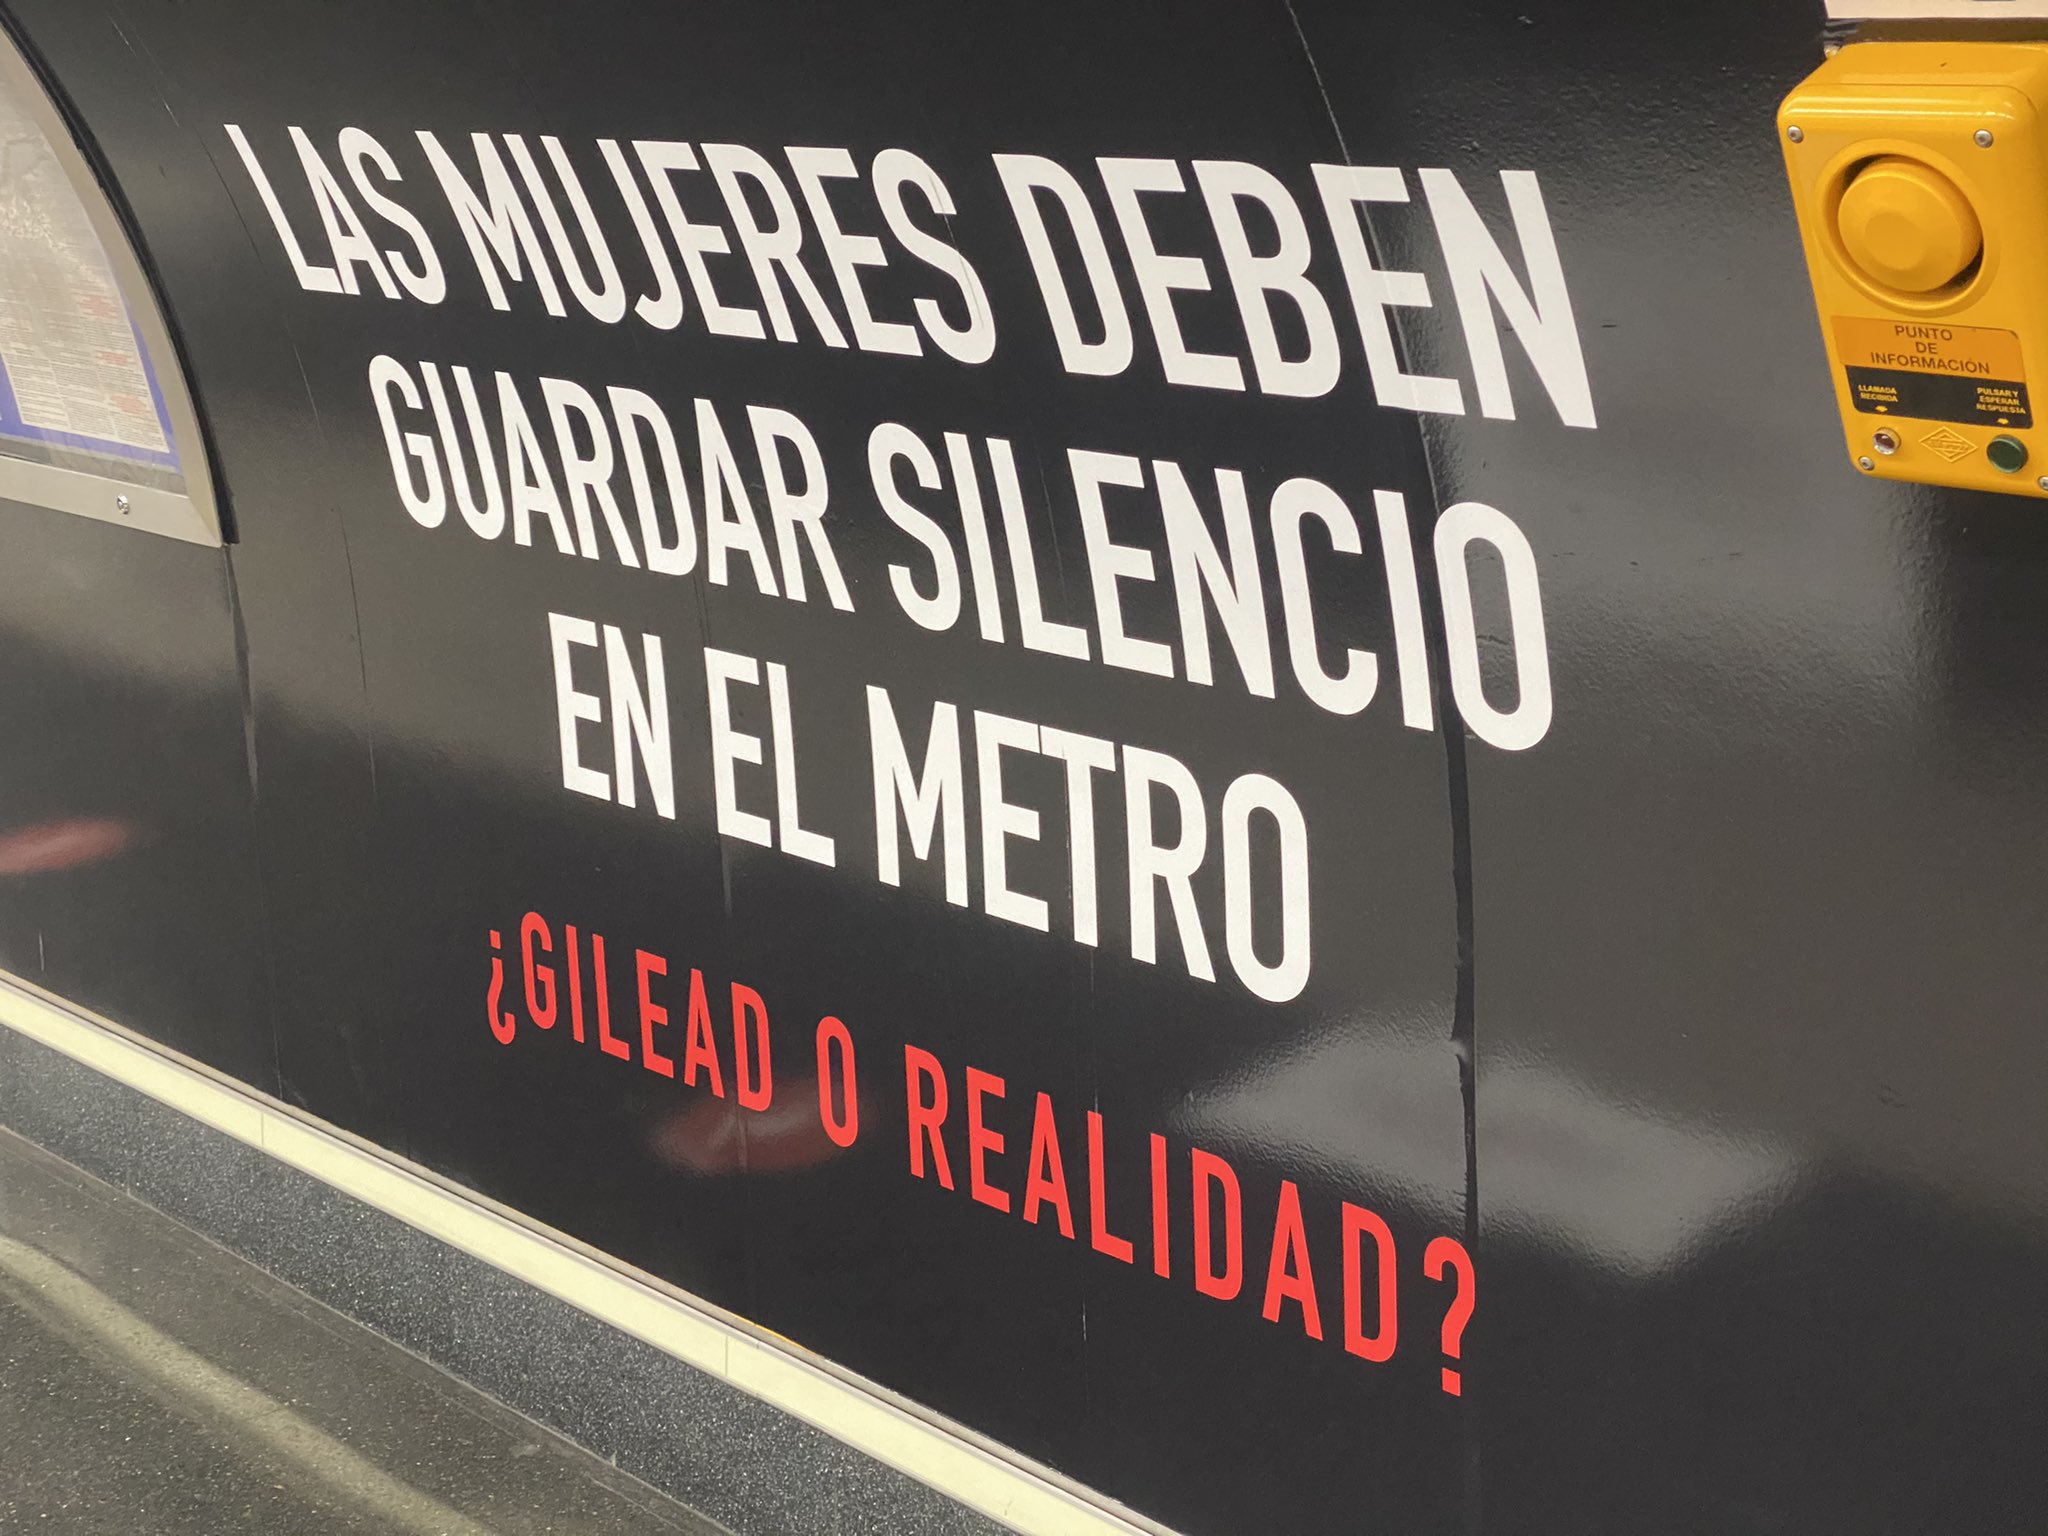 LAS MUJERES DEBEN
GUARDAR SILENCIO
EN EL METRO
¿GILEAD O REALIDAD?
PUNTO
DE
INFORMACIÓN
LLAMADA
RECIBIDA
PULSAR Y
ESPERAR
RESPUESTA